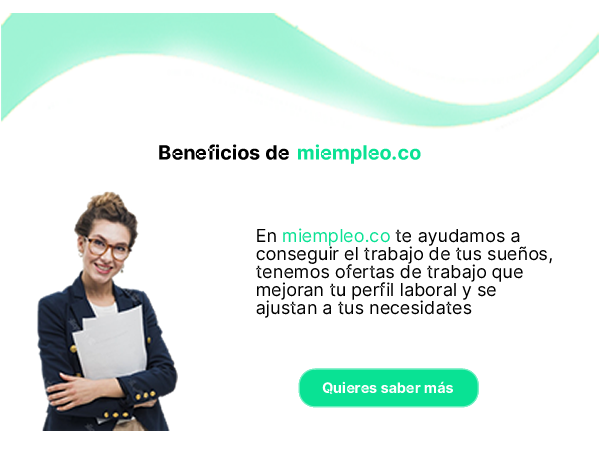 Beneficios de miempleo.co
En miempleo.co te ayudamos a
conseguir el trabajo de tus sueños,
tenemos ofertas de trabajo que
mejoran tu perfil laboral y se
ajustan a tus necesidates
Quieres saber más